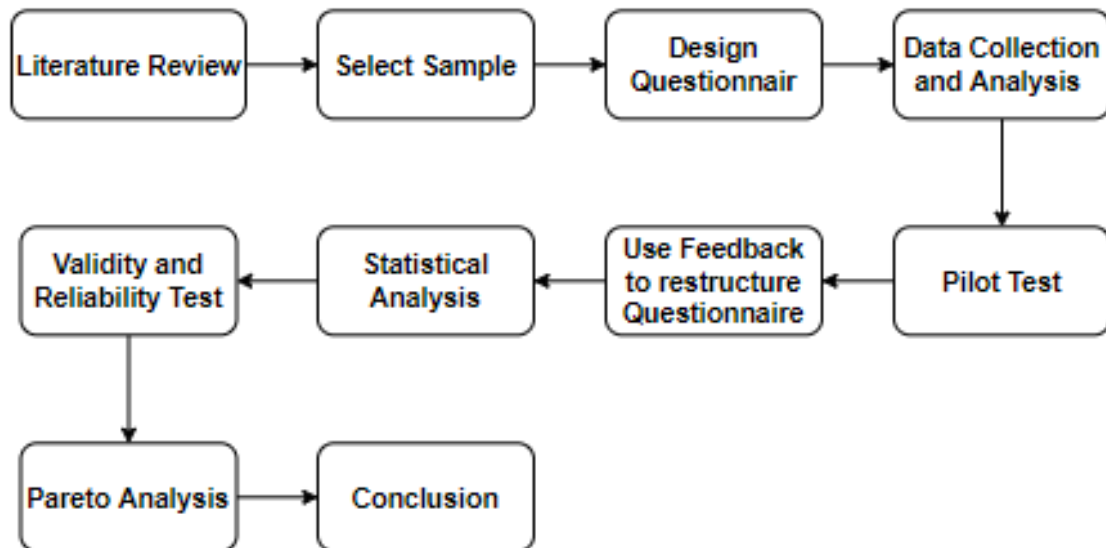 Literature Review
Select Sample
Design
Questionnair
Data Collection
and Analysis
Pilot Test
Use Feedback
to restructure
Questionnaire
Statistical
Analysis
Validity and
Reliability Test
Pareto Analysis
Conclusion